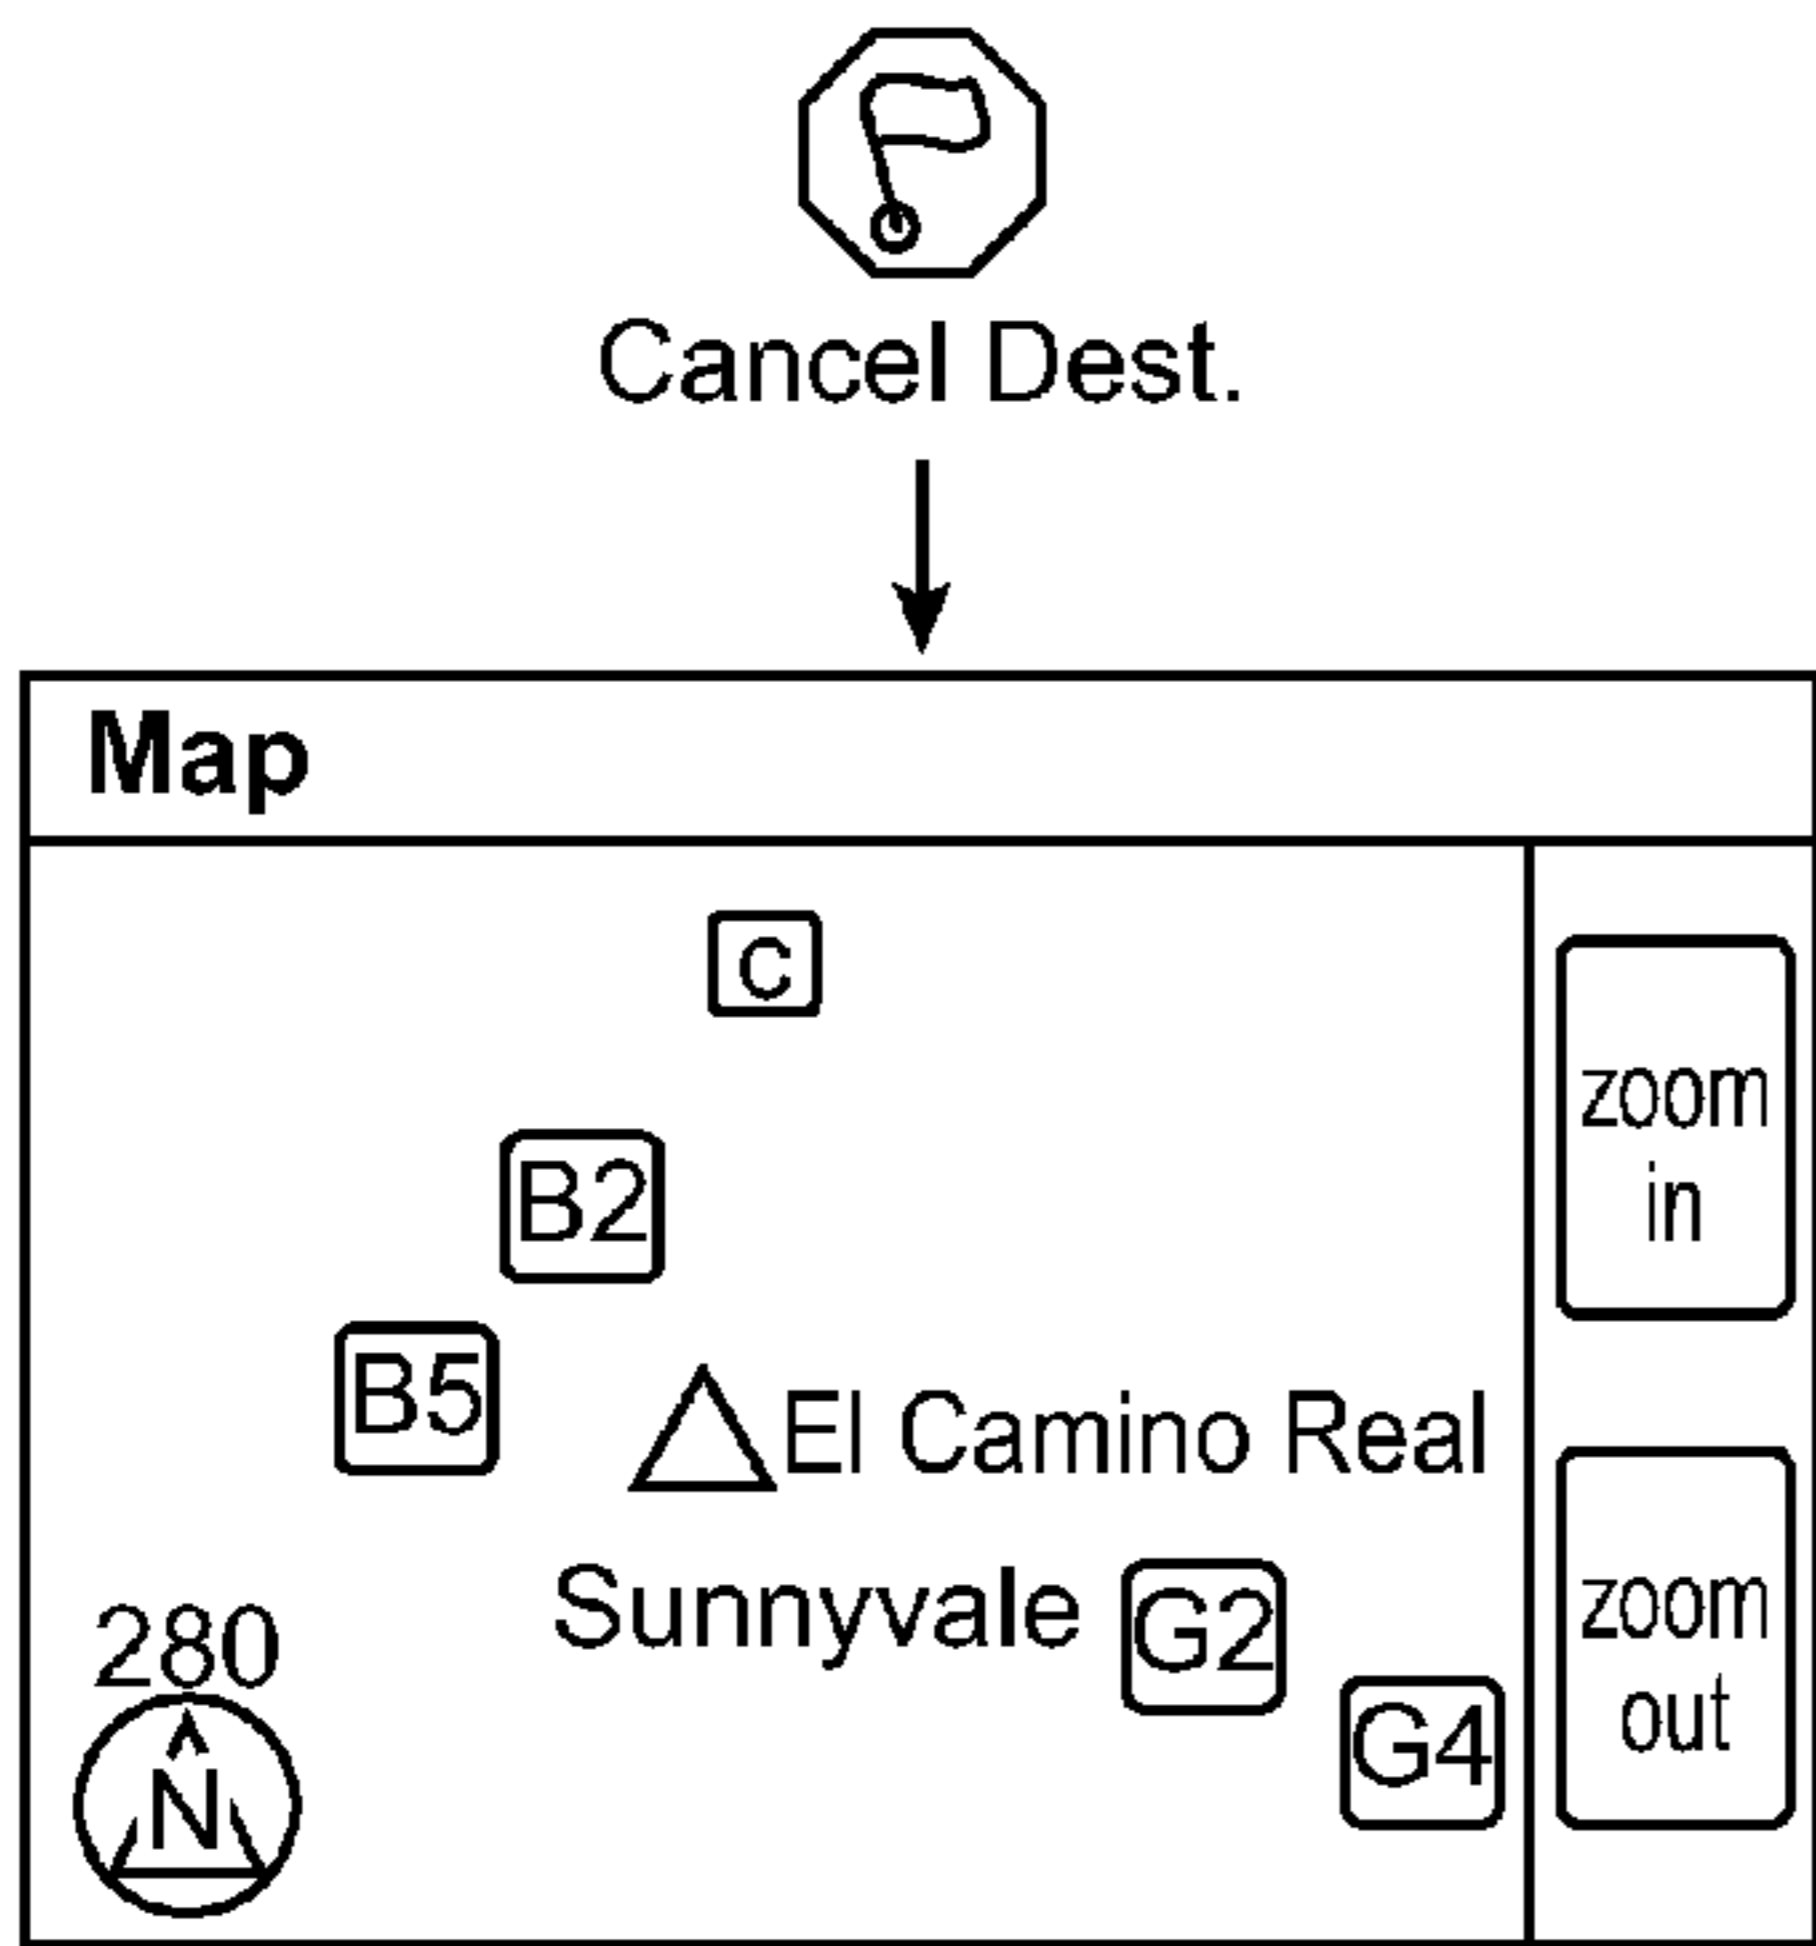 Cancel Dest.
Map
c
zoom
in
B2
B5
El Camino Real
Sunnyvale
G2
280
N
G4
zoom
out